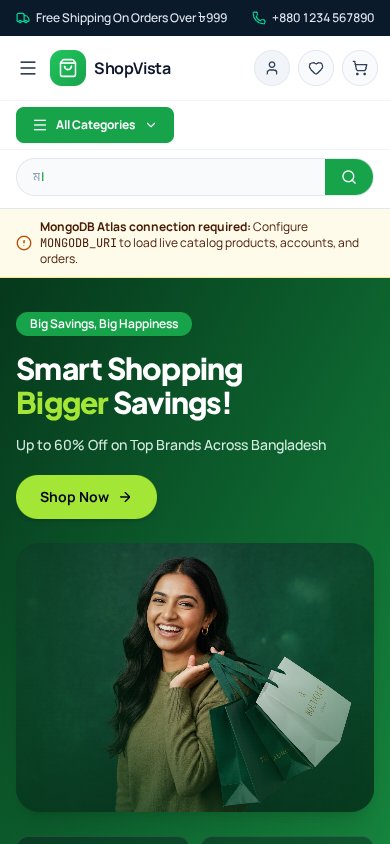 Free Shipping On Orders Over ৳999
+880 1234 567890
ShopVista
All Categories
ম
MongoDB Atlas connection required: Configure
MONGODB_URI to load live catalog products, accounts, and
orders.
Big Savings, Big Happiness
Smart Shopping
Bigger Savings!
Up to 60% Off on Top Brands Across Bangladesh
Shop Now